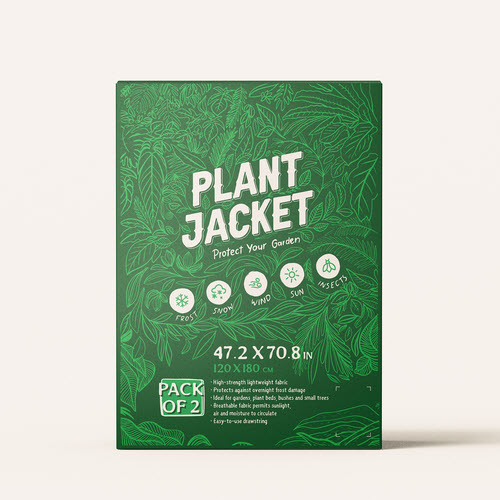 PLANT
JACKET
Protect Your Garden
FROST SNOW WIND SUN INSECTS
47.2 X 70.8 IN
120 X 180 CM
PACK
OF 2
· High-strength lightweight fabric
· Protects against overnight frost damage
· Ideal for gardens, plant beds, bushes and small trees
· Breathable fabric permits sunlight,
air and moisture to circulate
· Easy-to-use drawstring